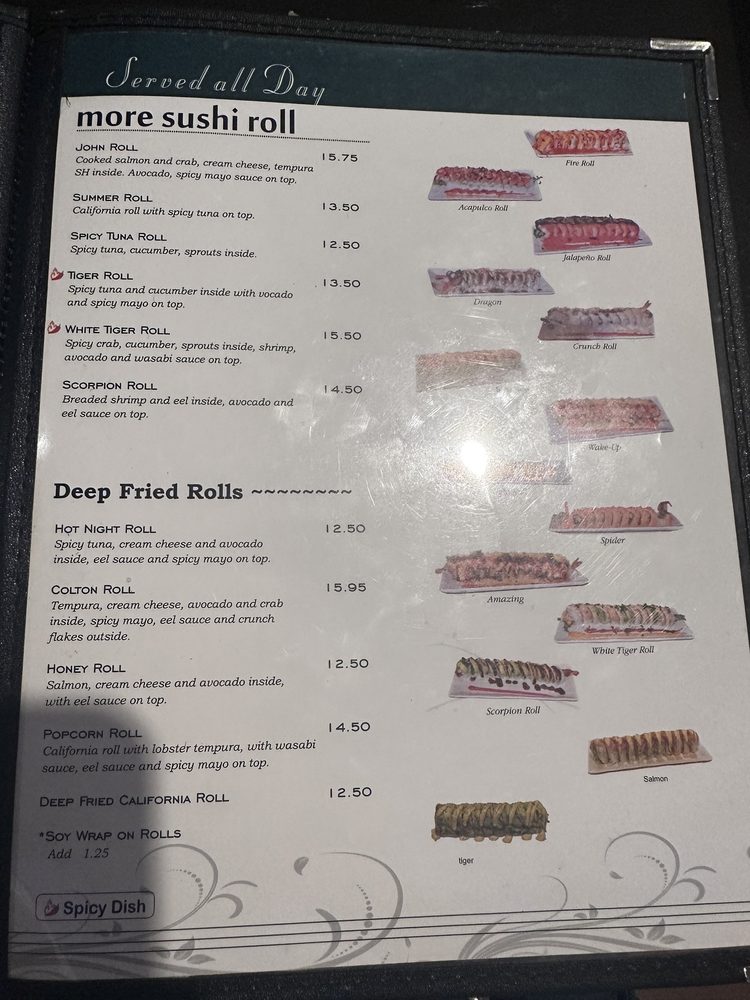 Served all Day
more sushi roll
John Roll 15.75
Cooked salmon and crab, cream cheese, tempura
SH inside. Avocado, spicy mayo sauce on top.
Summer Roll 13.50
California roll with spicy tuna on top.
Spicy Tuna Roll 12.50
Spicy tuna, cucumber, sprouts inside.
Tiger Roll 13.50
Spicy tuna and cucumber inside with vocado
and spicy mayo on top.
White Tiger Roll 15.50
Spicy crab, cucumber, sprouts inside, shrimp,
avocado and wasabi sauce on top.
Scorpion Roll 14.50
Breaded shrimp and eel inside, avocado and
eel sauce on top.
Deep Fried Rolls ~~~~~~~~
Hot Night Roll 12.50
Spicy tuna, cream cheese and avocado
inside, eel sauce and spicy mayo on top.
Colton Roll 15.95
Tempura, cream cheese, avocado and crab
inside, spicy mayo, eel sauce and crunch
flakes outside.
Honey Roll 12.50
Salmon, cream cheese and avocado inside,
with eel sauce on top.
Popcorn Roll 14.50
California roll with lobster tempura, with wasabi
sauce, eel sauce and spicy mayo on top.
Deep Fried California Roll 12.50
*Soy Wrap on Rolls
Add 1.25
Spicy Dish
Fire Roll
Acapulco Roll
Jalapeño Roll
Dragon
Crunch Roll
Wake-Up
Spider
Amazing
White Tiger Roll
Scorpion Roll
Salmon
tiger